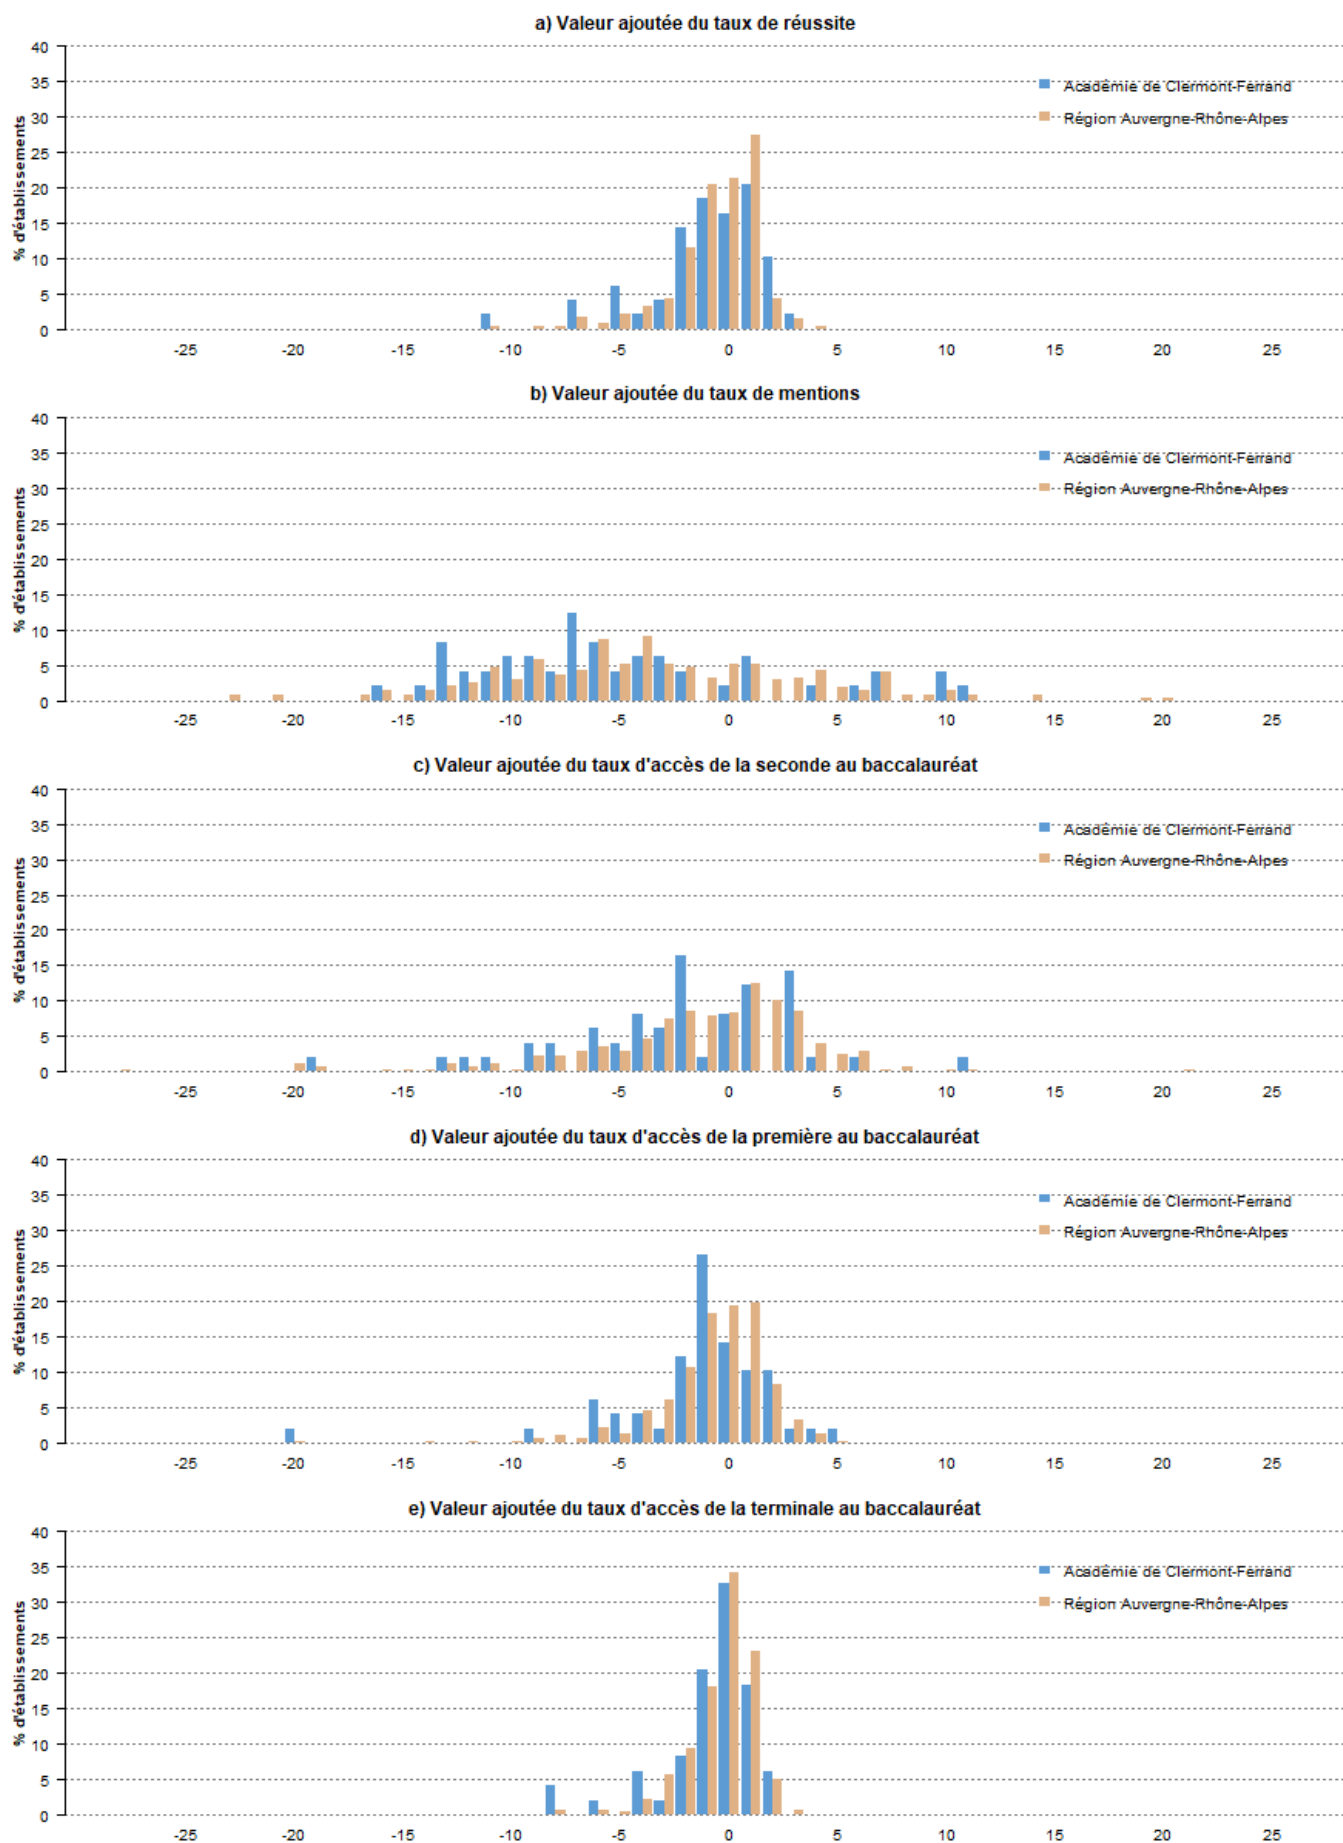 a) Valeur ajoutée du taux de réussite
40
35
30
25
20
15
10
5
0
% d'établissements
Académie de Clermont-Ferrand
Région Auvergne-Rhône-Alpes
-25 -20 -15 -10 -5 0 5 10 15 20 25
b) Valeur ajoutée du taux de mentions
40
35
30
25
20
15
10
5
0
% d'établissements
Académie de Clermont-Ferrand
Région Auvergne-Rhône-Alpes
-25 -20 -15 -10 -5 0 5 10 15 20 25
c) Valeur ajoutée du taux d'accès de la seconde au baccalauréat
40
35
30
25
20
15
10
5
0
% d'établissements
Académie de Clermont-Ferrand
Région Auvergne-Rhône-Alpes
-25 -20 -15 -10 -5 0 5 10 15 20 25
d) Valeur ajoutée du taux d'accès de la première au baccalauréat
40
35
30
25
20
15
10
5
0
% d'établissements
Académie de Clermont-Ferrand
Région Auvergne-Rhône-Alpes
-25 -20 -15 -10 -5 0 5 10 15 20 25
e) Valeur ajoutée du taux d'accès de la terminale au baccalauréat
40
35
30
25
20
15
10
5
0
% d'établissements
Académie de Clermont-Ferrand
Région Auvergne-Rhône-Alpes
-25 -20 -15 -10 -5 0 5 10 15 20 25